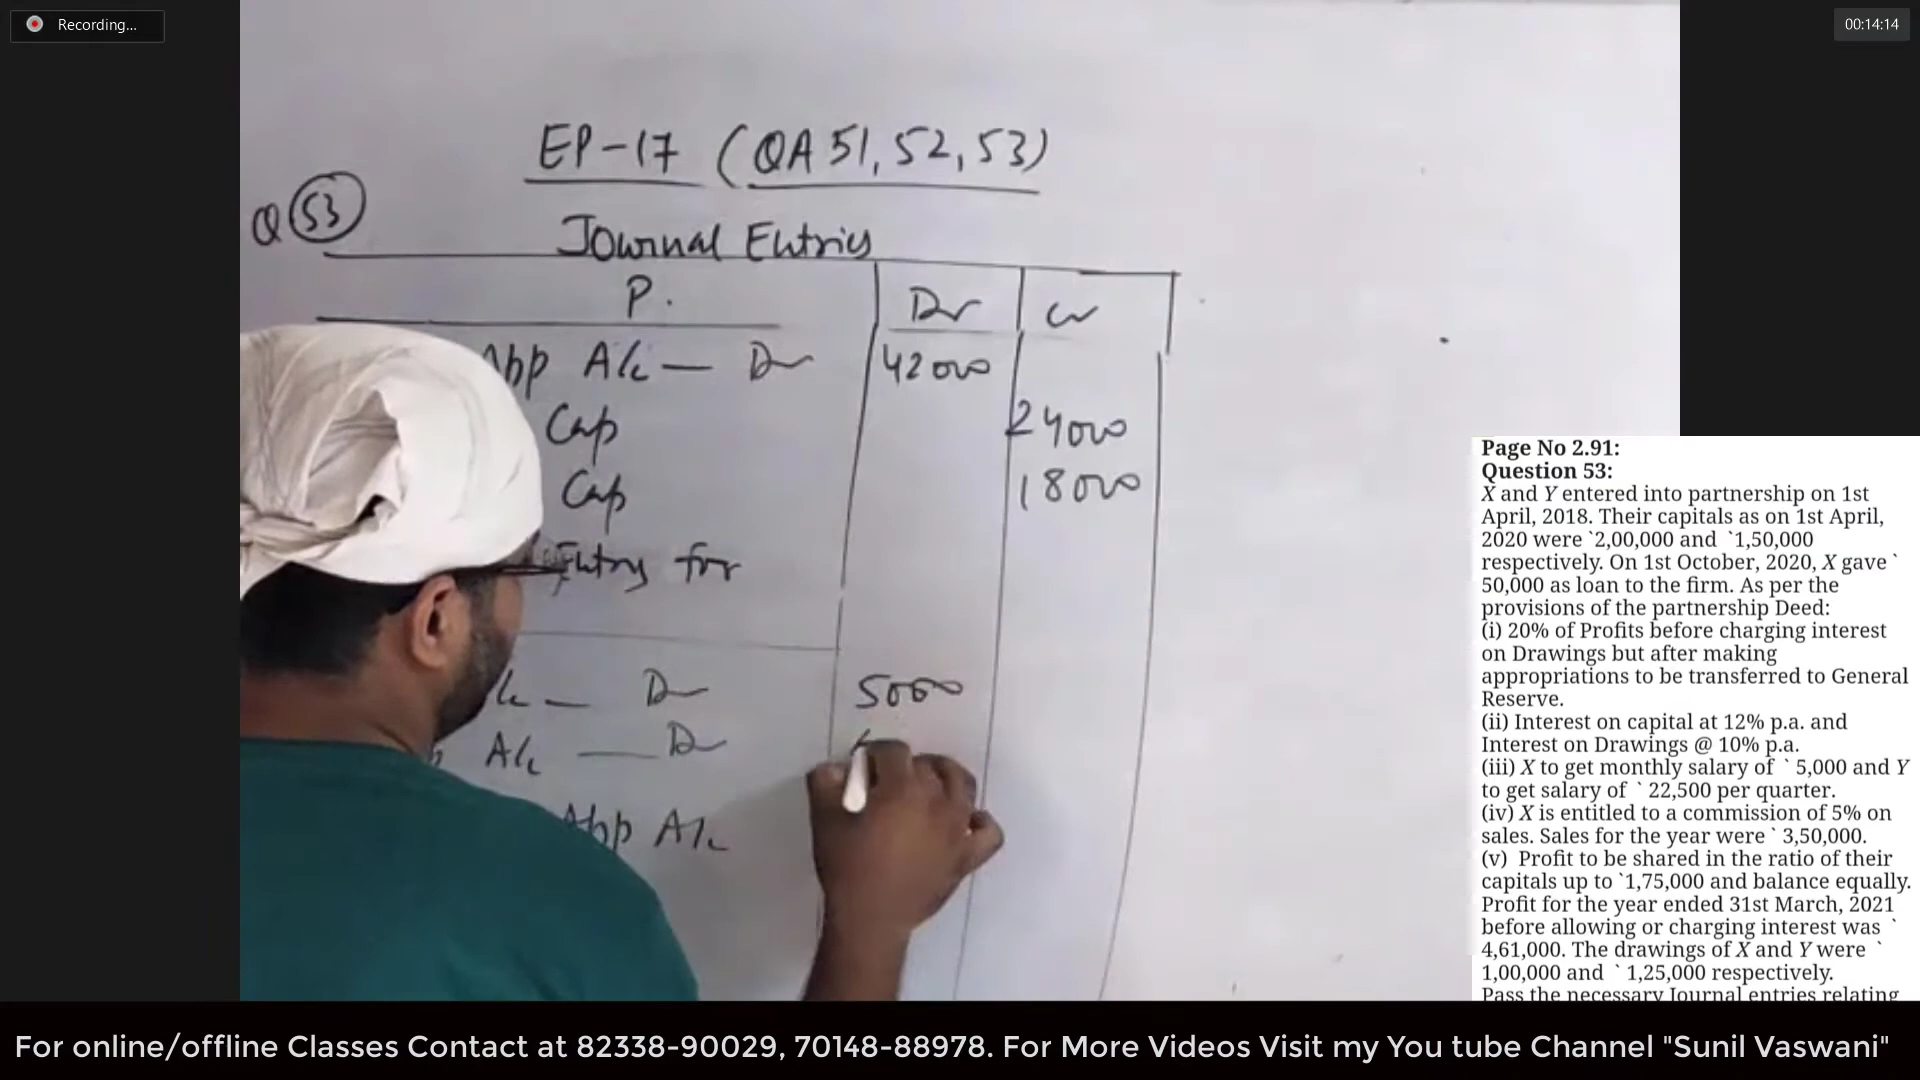 Recording...
00:14:14
EP-17 (QA 51, 52, 53)
Q 53
Journal Entries
P. Dr Cr
App A/c — Dr 42000
Cap 24000
Cap 18000
Entry for
A/c — Dr 5000
A/c — Dr
App A/c
Page No 2.91:
Question 53:
X and Y entered into partnership on 1st
April, 2018. Their capitals as on 1st April,
2020 were `2,00,000 and `1,50,000
respectively. On 1st October, 2020, X gave `
50,000 as loan to the firm. As per the
provisions of the partnership Deed:
(i) 20% of Profits before charging interest
on Drawings but after making
appropriations to be transferred to General
Reserve.
(ii) Interest on capital at 12% p.a. and
Interest on Drawings @ 10% p.a.
(iii) X to get monthly salary of ` 5,000 and Y
to get salary of ` 22,500 per quarter.
(iv) X is entitled to a commission of 5% on
sales. Sales for the year were ` 3,50,000.
(v) Profit to be shared in the ratio of their
capitals up to `1,75,000 and balance equally.
Profit for the year ended 31st March, 2021
before allowing or charging interest was `
4,61,000. The drawings of X and Y were `
1,00,000 and ` 1,25,000 respectively.
Pass the necessary Journal entries relating
For online/offline Classes Contact at 82338-90029, 70148-88978. For More Videos Visit my You tube Channel "Sunil Vaswani"